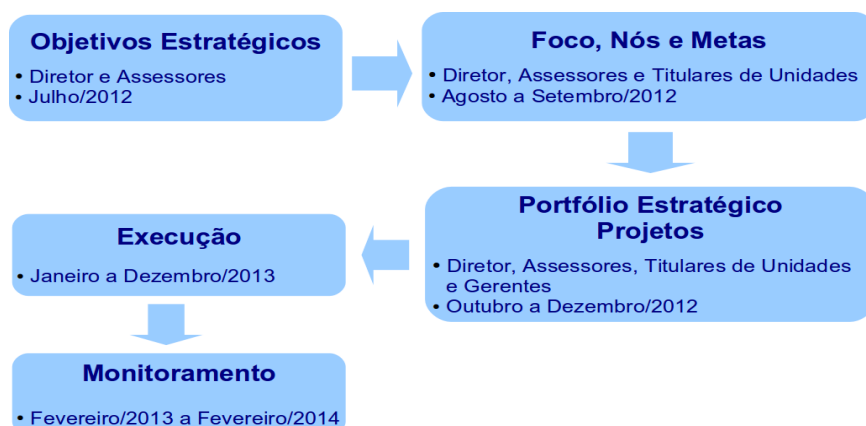 Objetivos Estratégicos
• Diretor e Assessores
• Julho/2012
Foco, Nós e Metas
• Diretor, Assessores e Titulares de Unidades
• Agosto a Setembro/2012
Portfólio Estratégico
Projetos
• Diretor, Assessores, Titulares de Unidades
e Gerentes
• Outubro a Dezembro/2012
Execução
• Janeiro a Dezembro/2013
Monitoramento
• Fevereiro/2013 a Fevereiro/2014